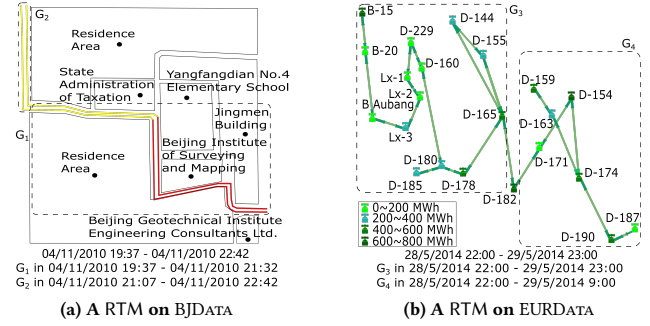 G2
Residence
Area
State
Administration
of Taxation
Yangfangdian No.4
Elementary School
Jingmen
Building
G1
Beijing Institute
of Surveying
and Mapping
Residence
Area
Beijing Geotechnical Institute
Engineering Consultants Ltd.
04/11/2010 19:37 - 04/11/2010 22:42
G1 in 04/11/2010 19:37 - 04/11/2010 21:32
G2 in 04/11/2010 21:07 - 04/11/2010 22:42
(a) A RTM on BJDATA
B-15
D-144
G3
D-229
D-155
B-20
D-160
G4
Lx-1
D-159
Lx-2
D-154
B Aubang
D-165
D-163
Lx-3
D-180
D-171
D-174
D-185
D-178
D-182
D-187
D-190
0~200 MWh
200~400 MWh
400~600 MWh
600~800 MWh
28/5/2014 22:00 - 29/5/2014 23:00
G3 in 28/5/2014 22:00 - 29/5/2014 23:00
G4 in 28/5/2014 22:00 - 29/5/2014 9:00
(b) A RTM on EURDATA